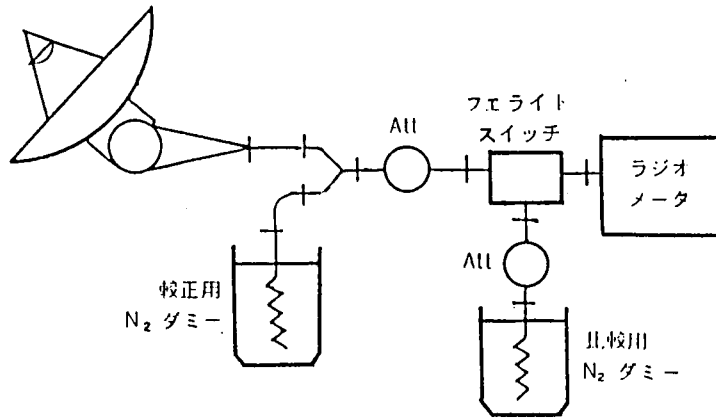 Att
フェライト
スイッチ
ラジオ
メータ
較正用
N₂ ダミー
Att
比較用
N₂ ダミー